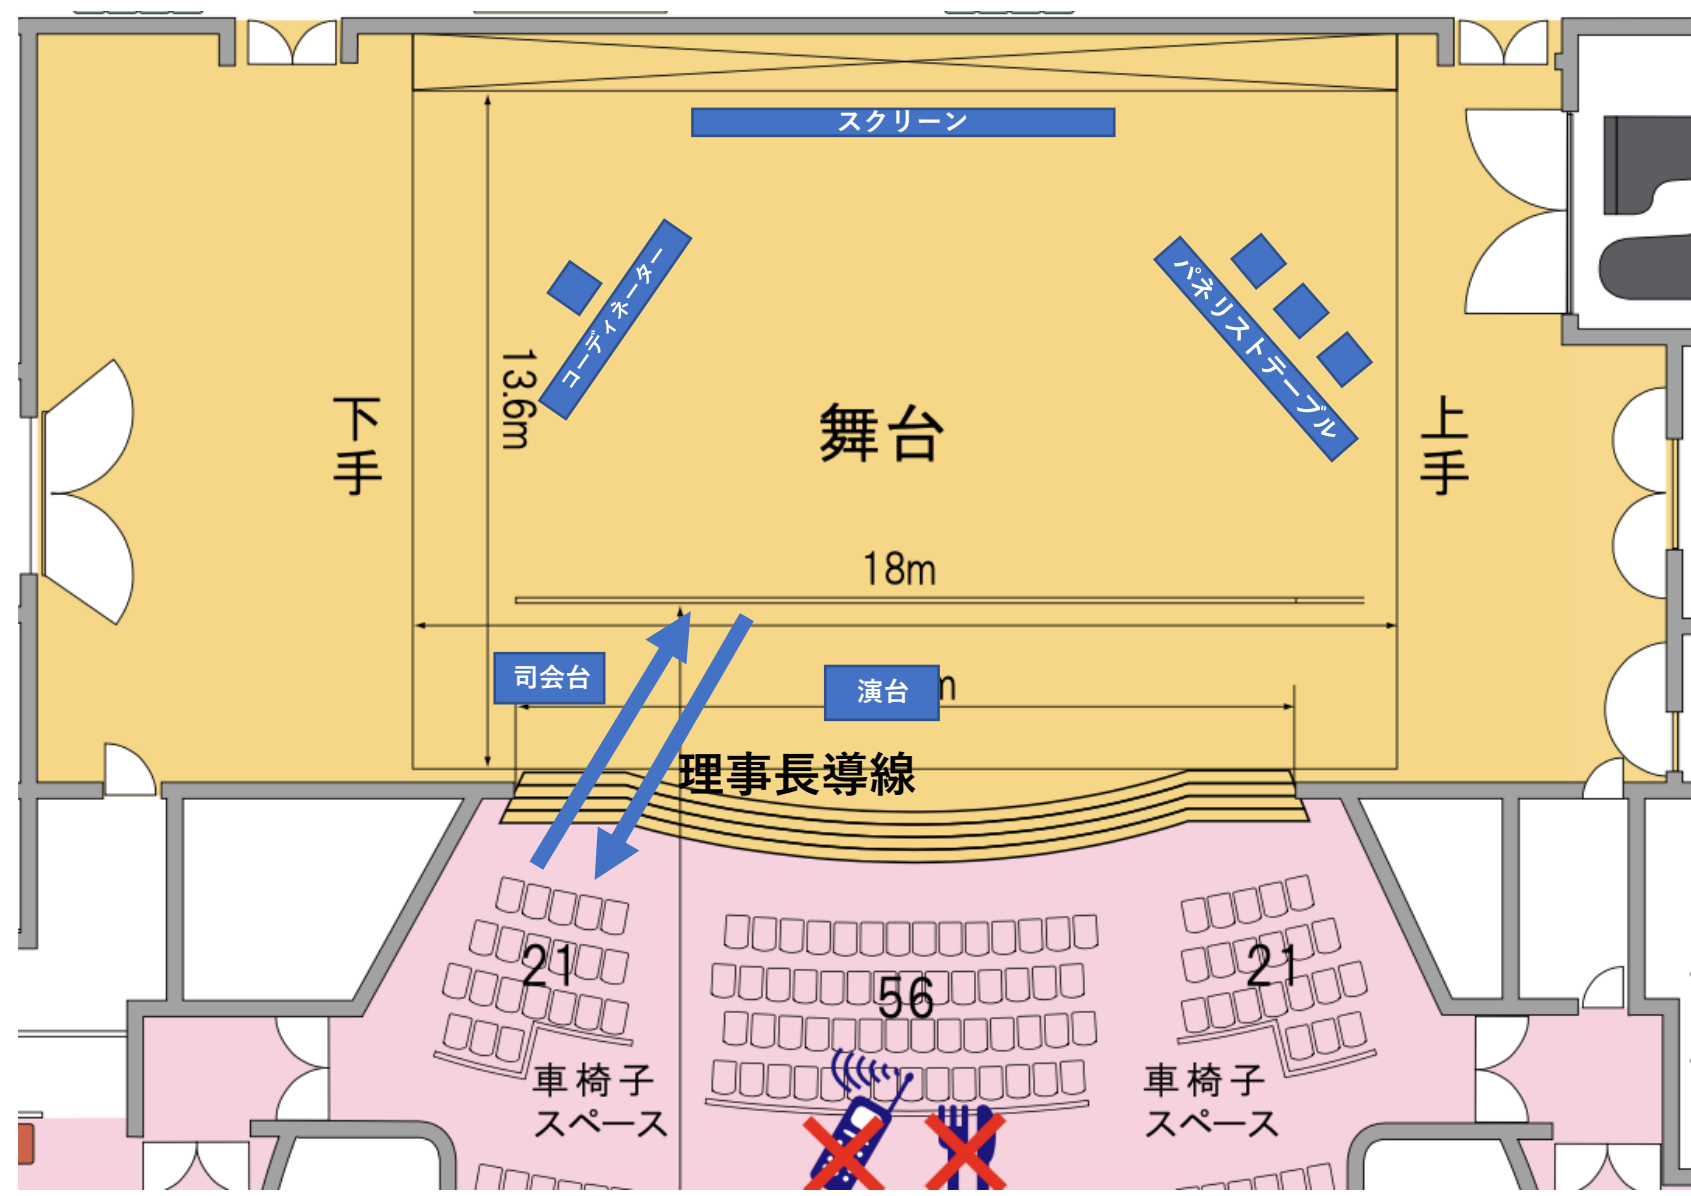 スクリーン
コーディネーター
パネリストテーブル
13.6m
下手
舞台
上手
18m
司会台
演台
m
理事長導線
21
56
21
車椅子
スペース
車椅子
スペース